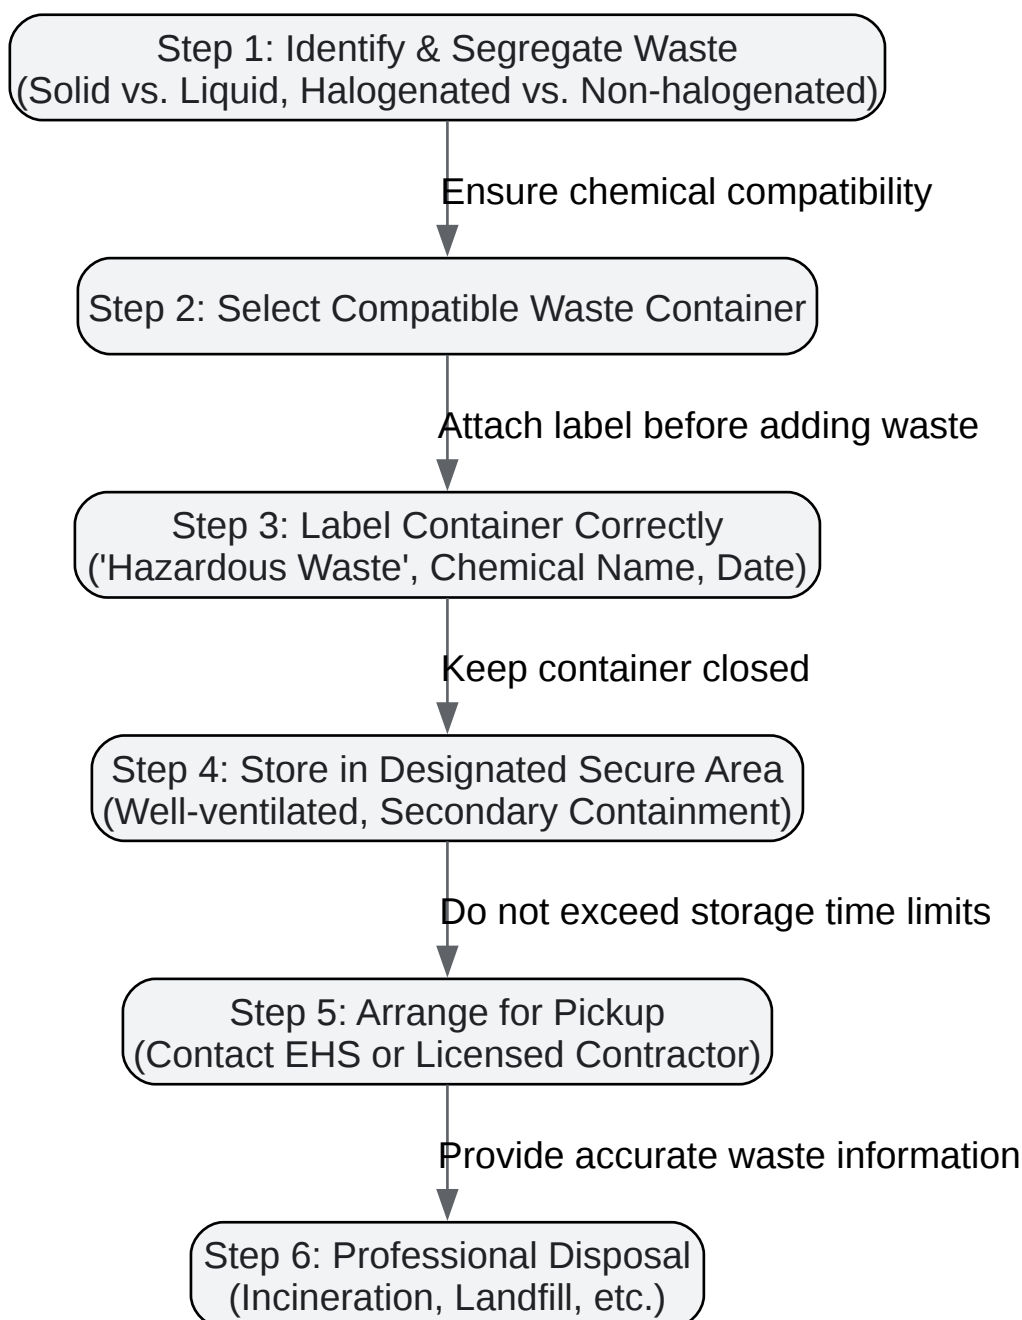 Step 1: Identify & Segregate Waste
(Solid vs. Liquid, Halogenated vs. Non-halogenated)
Ensure chemical compatibility
Step 2: Select Compatible Waste Container
Attach label before adding waste
Step 3: Label Container Correctly
('Hazardous Waste', Chemical Name, Date)
Keep container closed
Step 4: Store in Designated Secure Area
(Well-ventilated, Secondary Containment)
Do not exceed storage time limits
Step 5: Arrange for Pickup
(Contact EHS or Licensed Contractor)
Provide accurate waste information
Step 6: Professional Disposal
(Incineration, Landfill, etc.)